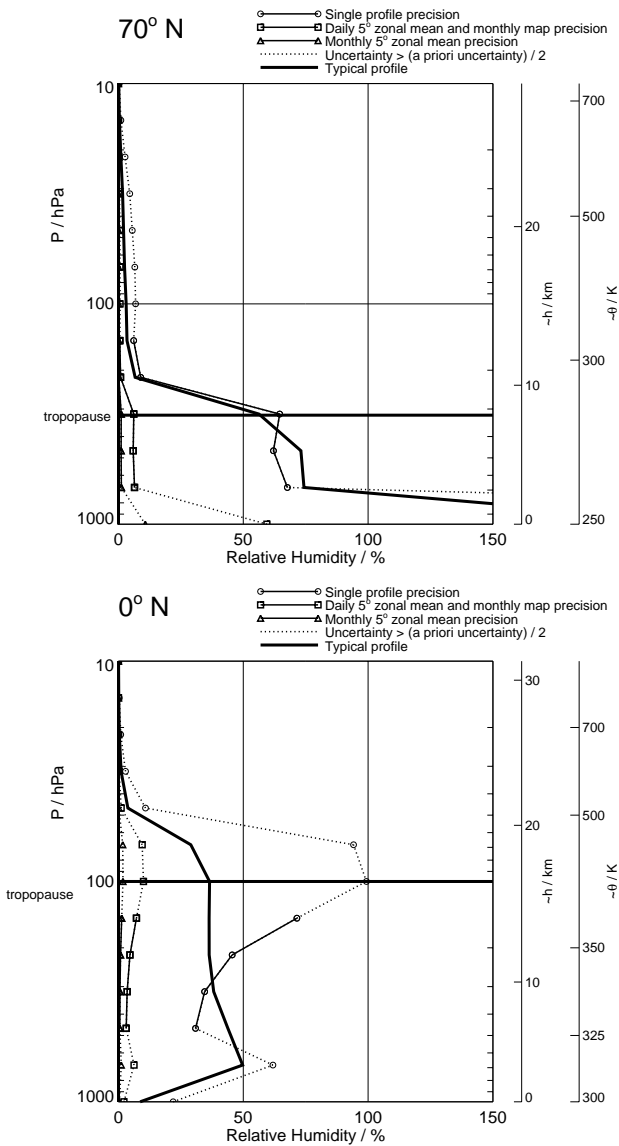 70° N
Single profile precision
Daily 5° zonal mean and monthly map precision
Monthly 5° zonal mean precision
Uncertainty > (a priori uncertainty) / 2
Typical profile
10
100
tropopause
1000
P / hPa
0
50
100
150
Relative Humidity / %
20
10
0
~h / km
700
500
300
250
~θ / K
0° N
Single profile precision
Daily 5° zonal mean and monthly map precision
Monthly 5° zonal mean precision
Uncertainty > (a priori uncertainty) / 2
Typical profile
10
100
tropopause
1000
P / hPa
0
50
100
150
Relative Humidity / %
30
20
10
0
~h / km
700
500
350
325
300
~θ / K